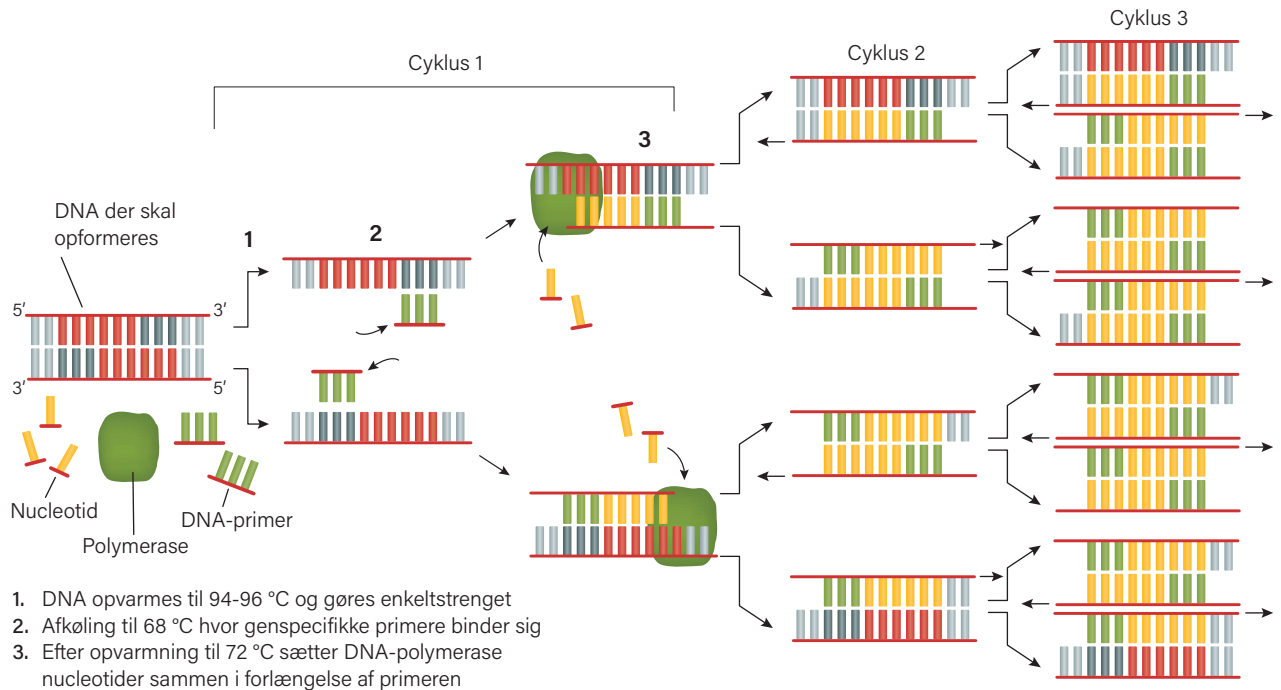 Cyklus 1
Cyklus 2
Cyklus 3
DNA der skal
opformeres
1
2
3
5′
3′
3′
5′
Nucleotid
Polymerase
DNA-primer
1. DNA opvarmes til 94-96 °C og gøres enkeltstrenget
2. Afkøling til 68 °C hvor genspecifikke primere binder sig
3. Efter opvarmning til 72 °C sætter DNA-polymerase
nucleotider sammen i forlængelse af primeren